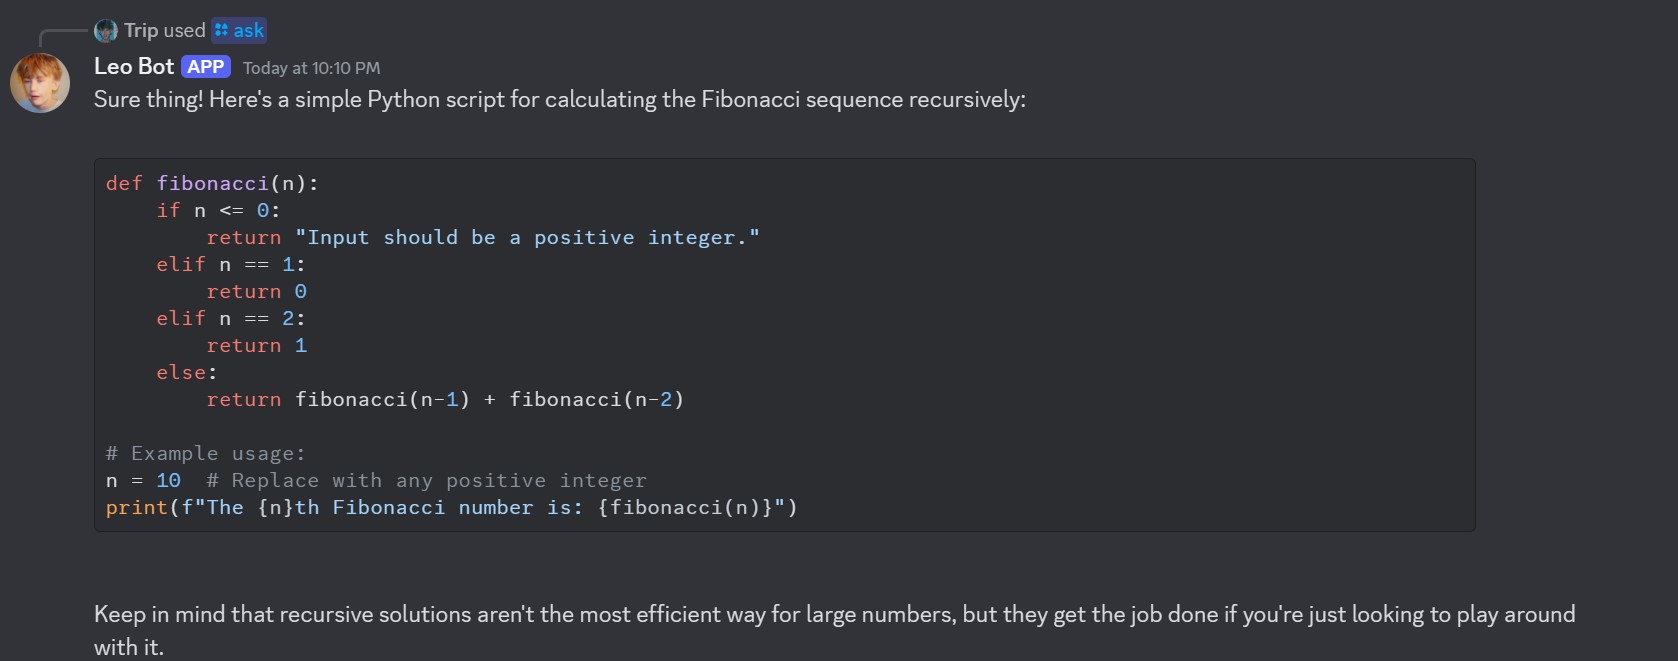 Trip used ask
Leo Bot APP Today at 10:10 PM
Sure thing! Here's a simple Python script for calculating the Fibonacci sequence recursively:
def fibonacci(n):
    if n <= 0:
        return "Input should be a positive integer."
    elif n == 1:
        return 0
    elif n == 2:
        return 1
    else:
        return fibonacci(n-1) + fibonacci(n-2)
# Example usage:
n = 10  # Replace with any positive integer
print(f"The {n}th Fibonacci number is: {fibonacci(n)}")
Keep in mind that recursive solutions aren't the most efficient way for large numbers, but they get the job done if you're just looking to play around
with it.